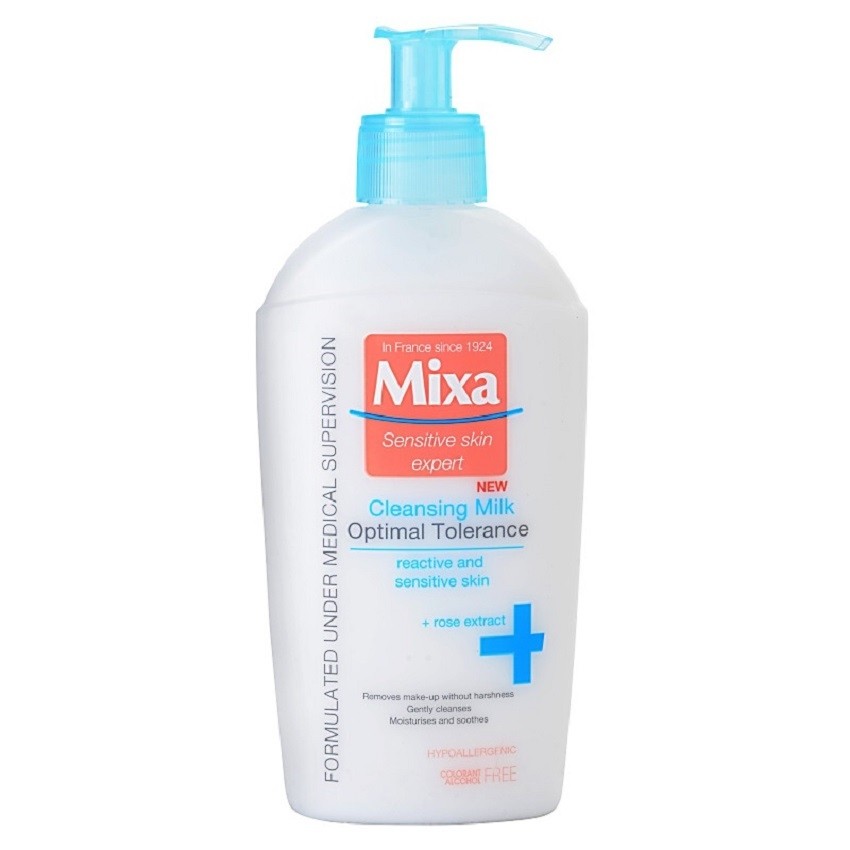 In France since 1924
Mixa
Sensitive skin
expert
NEW
Cleansing Milk
Optimal Tolerance
reactive and
sensitive skin
+ rose extract
Removes make-up without harshness
Gently cleanses
Moisturises and soothes
HYPOALLERGENIC
COLORANT
ALCOHOL FREE
FORMULATED UNDER MEDICAL SUPERVISION